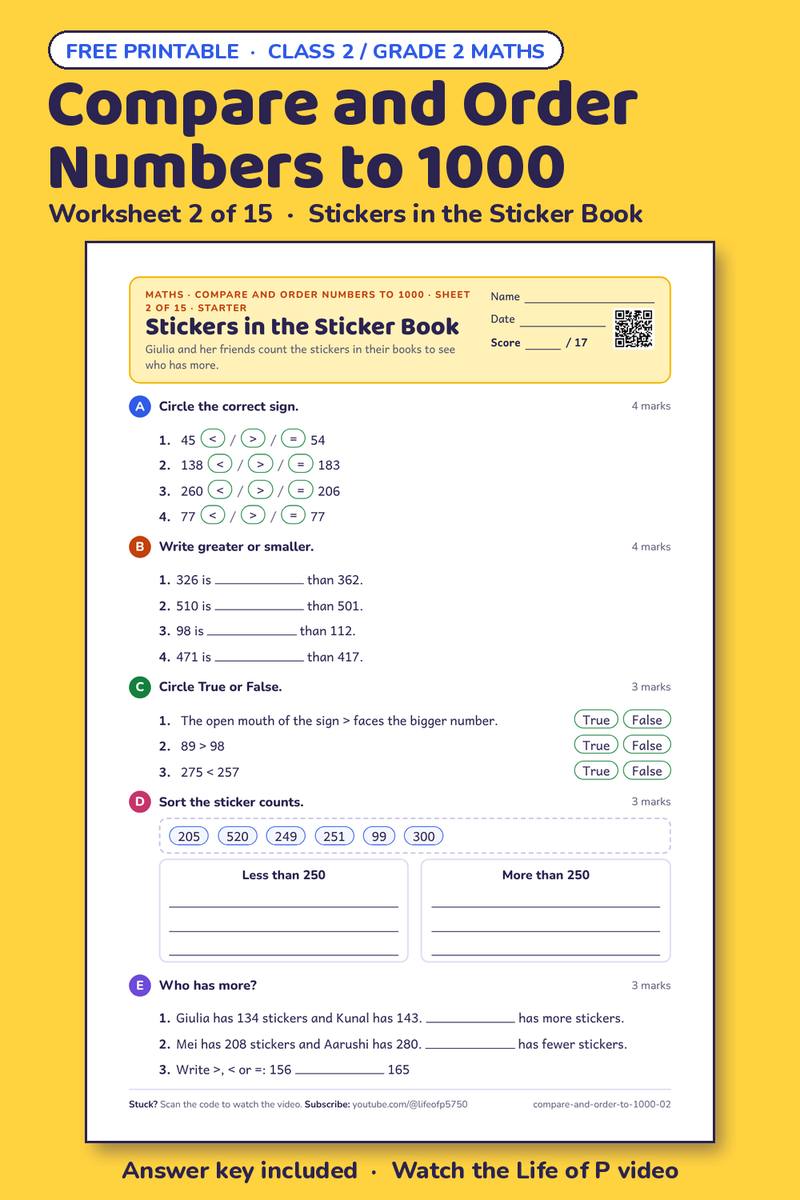 FREE PRINTABLE · CLASS 2 / GRADE 2 MATHS
Compare and Order
Numbers to 1000
Worksheet 2 of 15 · Stickers in the Sticker Book
MATHS · COMPARE AND ORDER NUMBERS TO 1000 · SHEET
2 OF 15 · STARTER
Stickers in the Sticker Book
Giulia and her friends count the stickers in their books to see
who has more.
Name
Date
Score / 17
A Circle the correct sign. 4 marks
1. 45 < / > / = 54
2. 138 < / > / = 183
3. 260 < / > / = 206
4. 77 < / > / = 77
B Write greater or smaller. 4 marks
1. 326 is ____ than 362.
2. 510 is ____ than 501.
3. 98 is ____ than 112.
4. 471 is ____ than 417.
C Circle True or False. 3 marks
1. The open mouth of the sign > faces the bigger number. True False
2. 89 > 98 True False
3. 275 < 257 True False
D Sort the sticker counts. 3 marks
205 520 249 251 99 300
Less than 250 More than 250
E Who has more? 3 marks
1. Giulia has 134 stickers and Kunal has 143. ____ has more stickers.
2. Mei has 208 stickers and Aarushi has 280. ____ has fewer stickers.
3. Write >, < or =: 156 ____ 165
Stuck? Scan the code to watch the video. Subscribe: youtube.com/@lifeofp5750 compare-and-order-to-1000-02
Answer key included · Watch the Life of P video